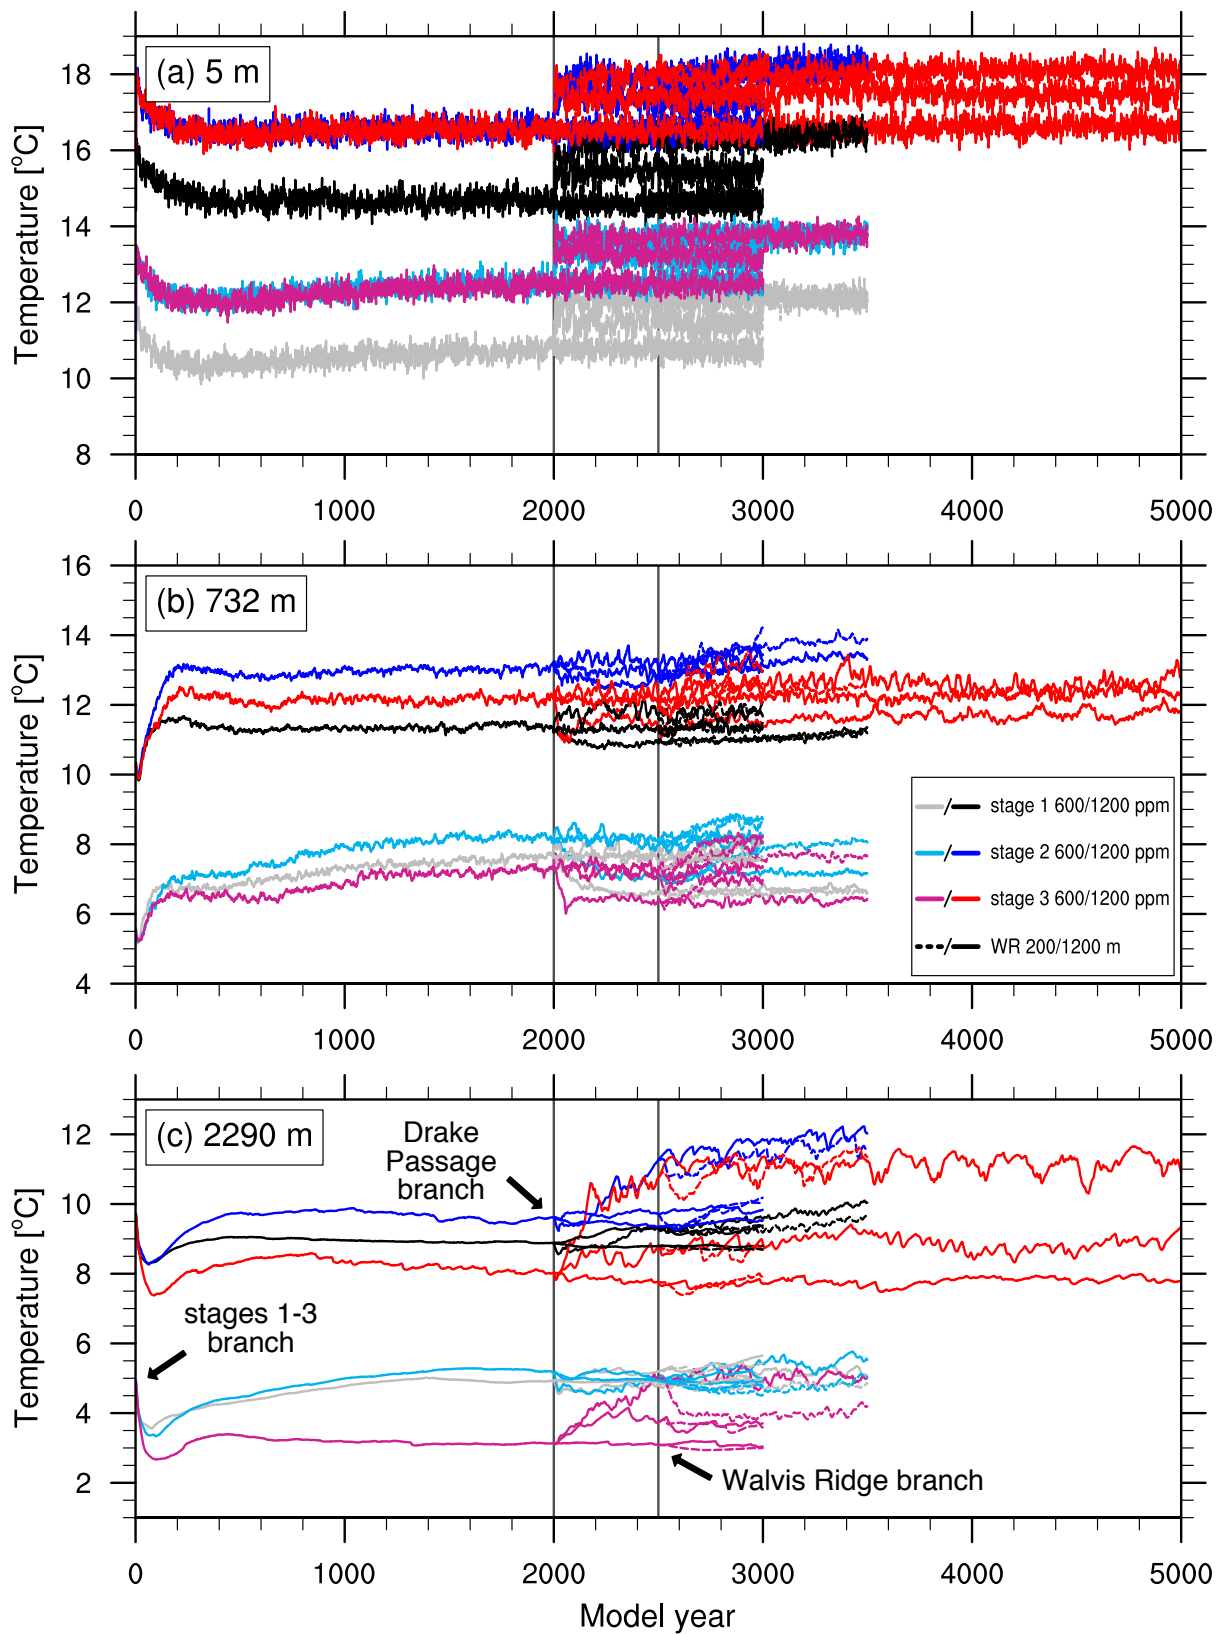 (a) 5 m
Temperature [°C]
18
16
14
12
10
8
0 1000 2000 3000 4000 5000
(b) 732 m
Temperature [°C]
16
14
12
10
8
6
4
stage 1 600/1200 ppm
stage 2 600/1200 ppm
stage 3 600/1200 ppm
WR 200/1200 m
0 1000 2000 3000 4000 5000
(c) 2290 m
Temperature [°C]
12
10
8
6
4
2
Drake
Passage
branch
stages 1-3
branch
Walvis Ridge branch
0 1000 2000 3000 4000 5000
Model year